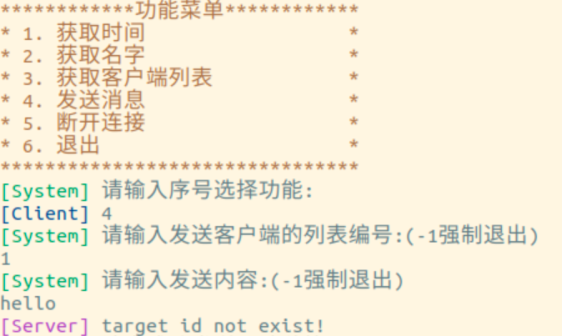 ************功能菜单************
* 1. 获取时间 *
* 2. 获取名字 *
* 3. 获取客户端列表 *
* 4. 发送消息 *
* 5. 断开连接 *
* 6. 退出 *
********************************
[System] 请输入序号选择功能:
[Client] 4
[System] 请输入发送客户端的列表编号:(-1强制退出)
1
[System] 请输入发送内容:(-1强制退出)
hello
[Server] target id not exist!